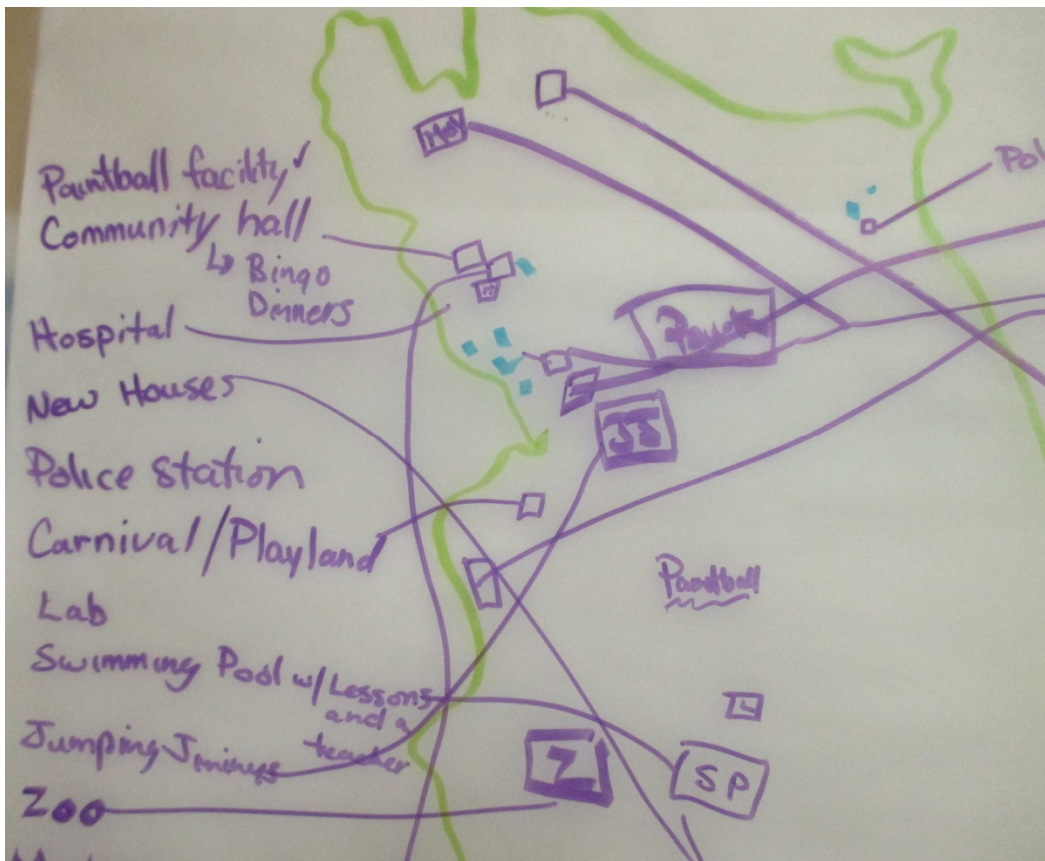 Paintball facility ✓
Community hall
↳ Bingo
Dinners
Hospital
New Houses
Police station
Carnival/Playland
Lab
Swimming Pool w/Lessons
and a
teacher
Jumping
Zoo
Pol
JJ
Paintball
Z
SP